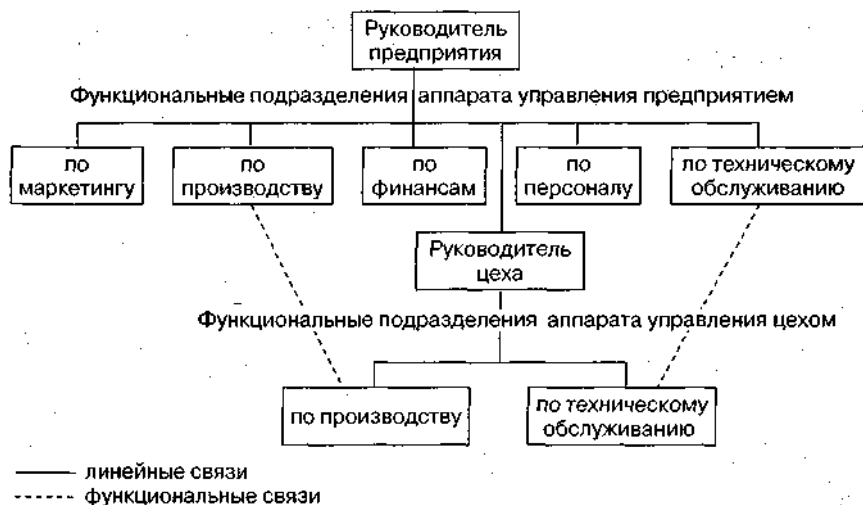 Руководитель
предприятия
Функциональные подразделения аппарата управления предприятием
по
маркетингу
по
производству
по
финансам
по
персоналу
по техническому
обслуживанию
Руководитель
цеха
Функциональные подразделения аппарата управления цехом
по производству
по техническому
обслуживанию
линейные связи
функциональные связи